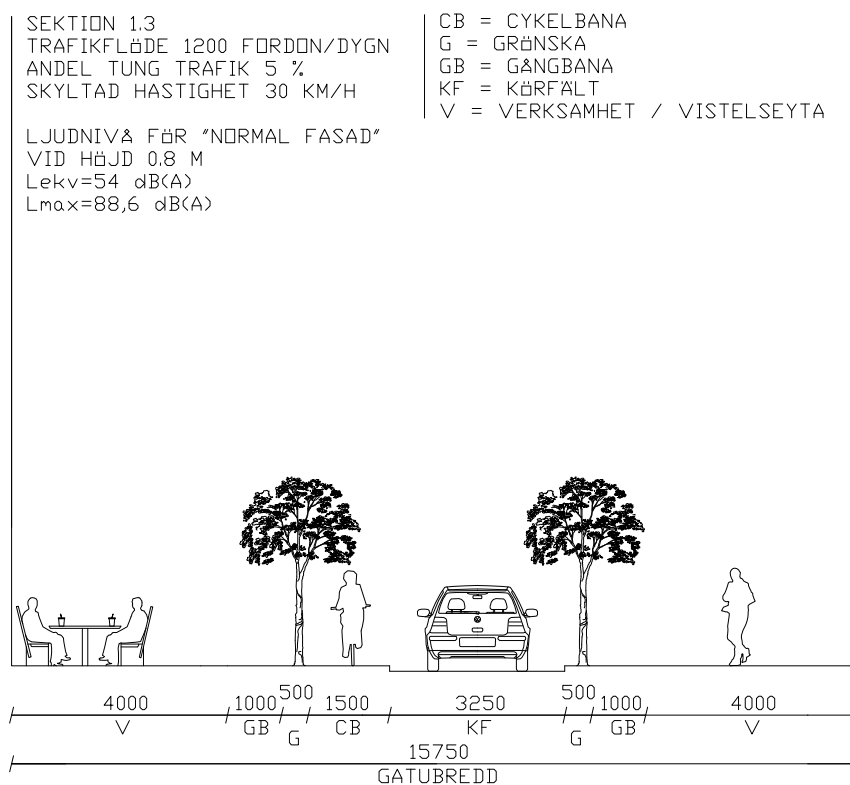 SEKTION 1.3
TRAFIKFLÖDE 1200 FORDON/DYGN
ANDEL TUNG TRAFIK 5 %
SKYLTAD HASTIGHET 30 KM/H
LJUDNIVÅ FÖR "NORMAL FASAD"
VID HÖJD 0.8 M
Lekv=54 dB(A)
Lmax=88,6 dB(A)
CB = CYKELBANA
G = GRÖNSKA
GB = GÅNGBANA
KF = KÖRFÄLT
V = VERKSAMHET / VISTELSEYTA
4000 1000 500 1500 3250 500 1000 4000
V GB G CB KF G GB V
15750
GATUBREDD